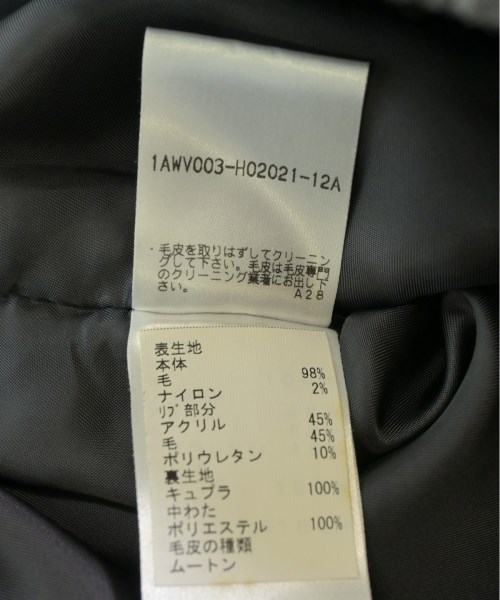 1AWV003-H02021-12A
・毛皮を取りはずしてクリーニン
グして下さい。毛皮は毛皮専門
のクリーニング業者にお出し下
さい。 A28
表生地
本体
毛 98%
ナイロン 2%
ﾘﾌﾞ部分
アクリル 45%
毛 45%
ポリウレタン 10%
裏生地
キュプラ 100%
中わた
ポリエステル 100%
毛皮の種類
ムートン